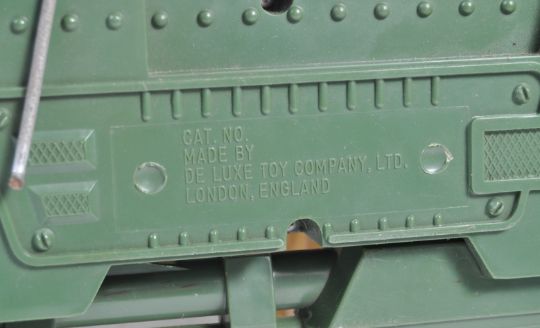 CAT. NO.
MADE BY
DE LUXE TOY COMPANY, LTD.
LONDON, ENGLAND